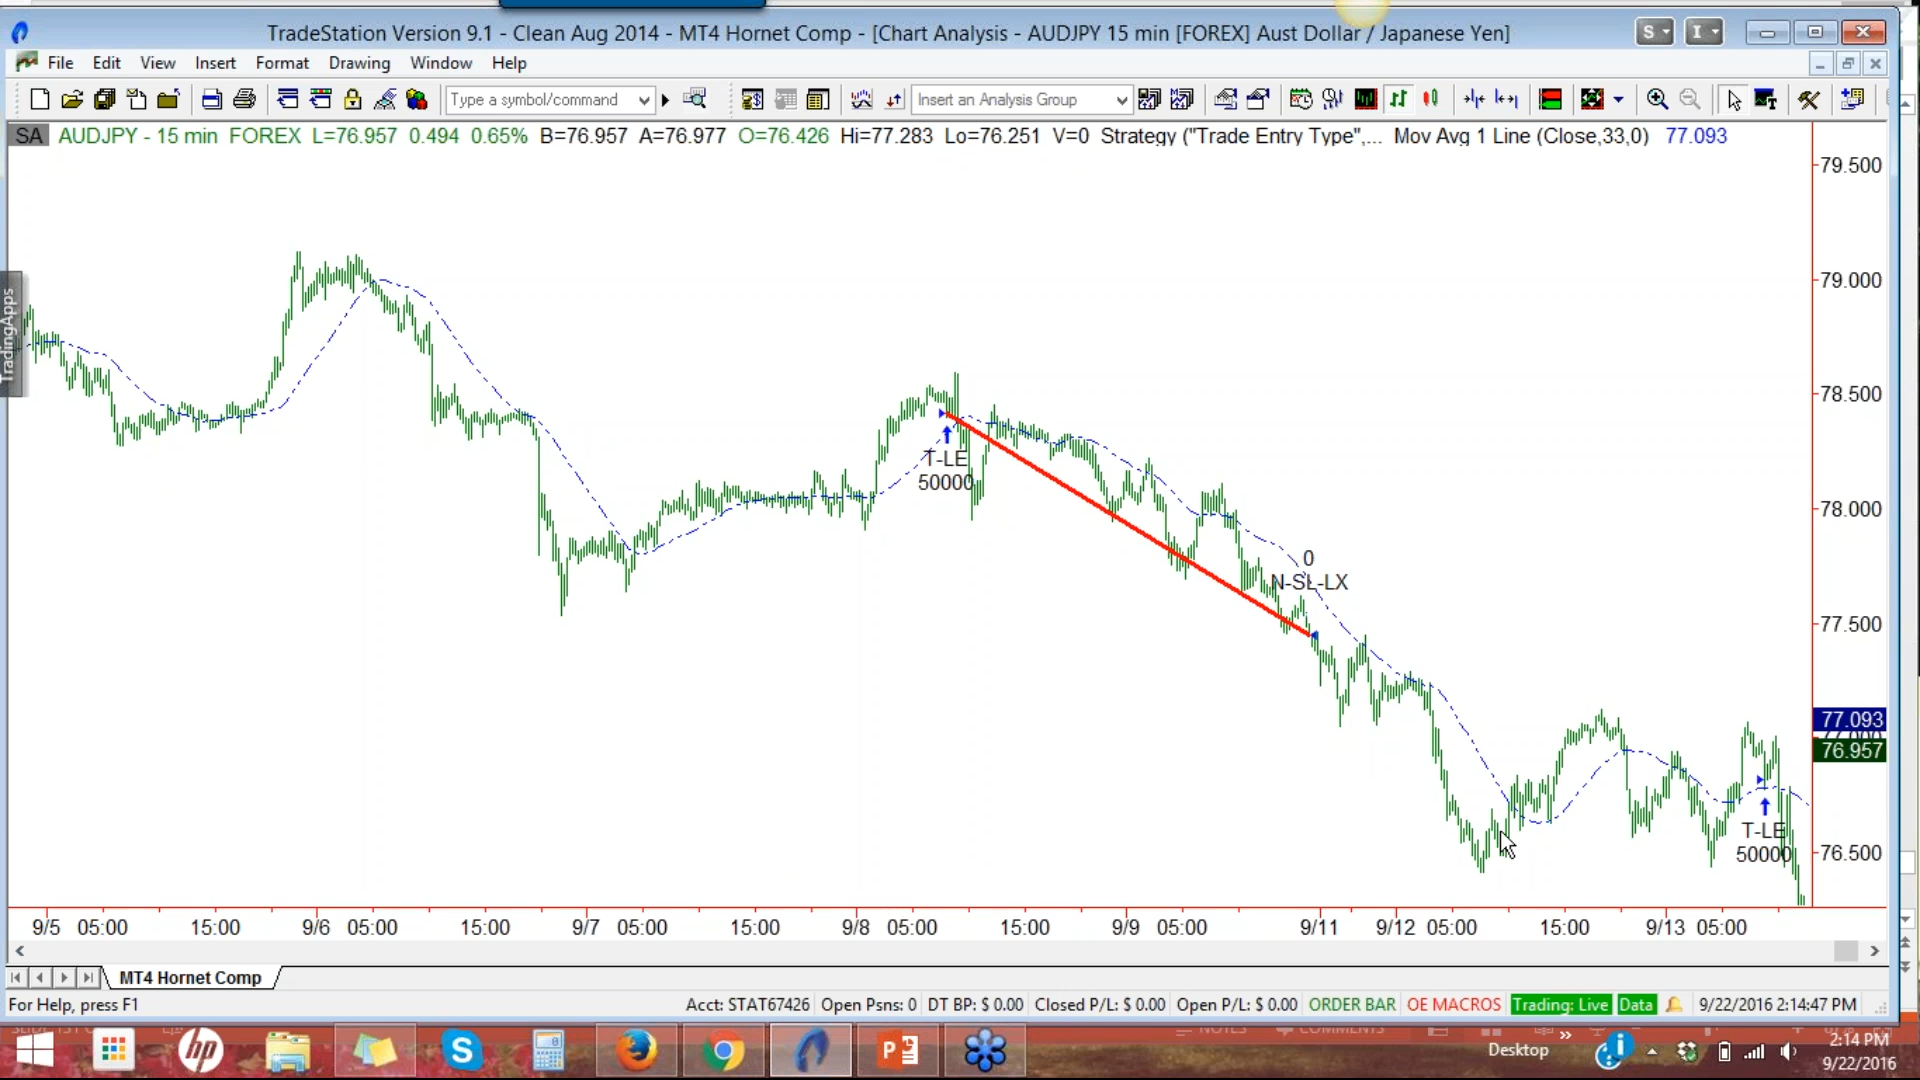 TradeStation Version 9.1 - Clean Aug 2014 - MT4 Hornet Comp - [Chart Analysis - AUDJPY 15 min [FOREX] Aust Dollar / Japanese Yen]
S I
File Edit View Insert Format Drawing Window Help
Type a symbol/command Insert an Analysis Group
SA AUDJPY - 15 min FOREX L=76.957 0.494 0.65% B=76.957 A=76.977 O=76.426 Hi=77.283 Lo=76.251 V=0 Strategy ("Trade Entry Type",... Mov Avg 1 Line (Close,33,0) 77.093
79.500
79.000
TradingApps
78.500
T-LE
50000
78.000
0
N-SL-LX
77.500
77.093
77.000
76.957
T-LE
50000
76.500
9/5 05:00 15:00 9/6 05:00 15:00 9/7 05:00 15:00 9/8 05:00 15:00 9/9 05:00 9/11 9/12 05:00 15:00 9/13 05:00
MT4 Hornet Comp
For Help, press F1 Acct: STAT67426 Open Psns: 0 DT BP: $ 0.00 Closed P/L: $ 0.00 Open P/L: $ 0.00 ORDER BAR OE MACROS Trading: Live Data 9/22/2016 2:14:47 PM
NOTES COMMENTS
hp S P
Desktop
2:14 PM
9/22/2016